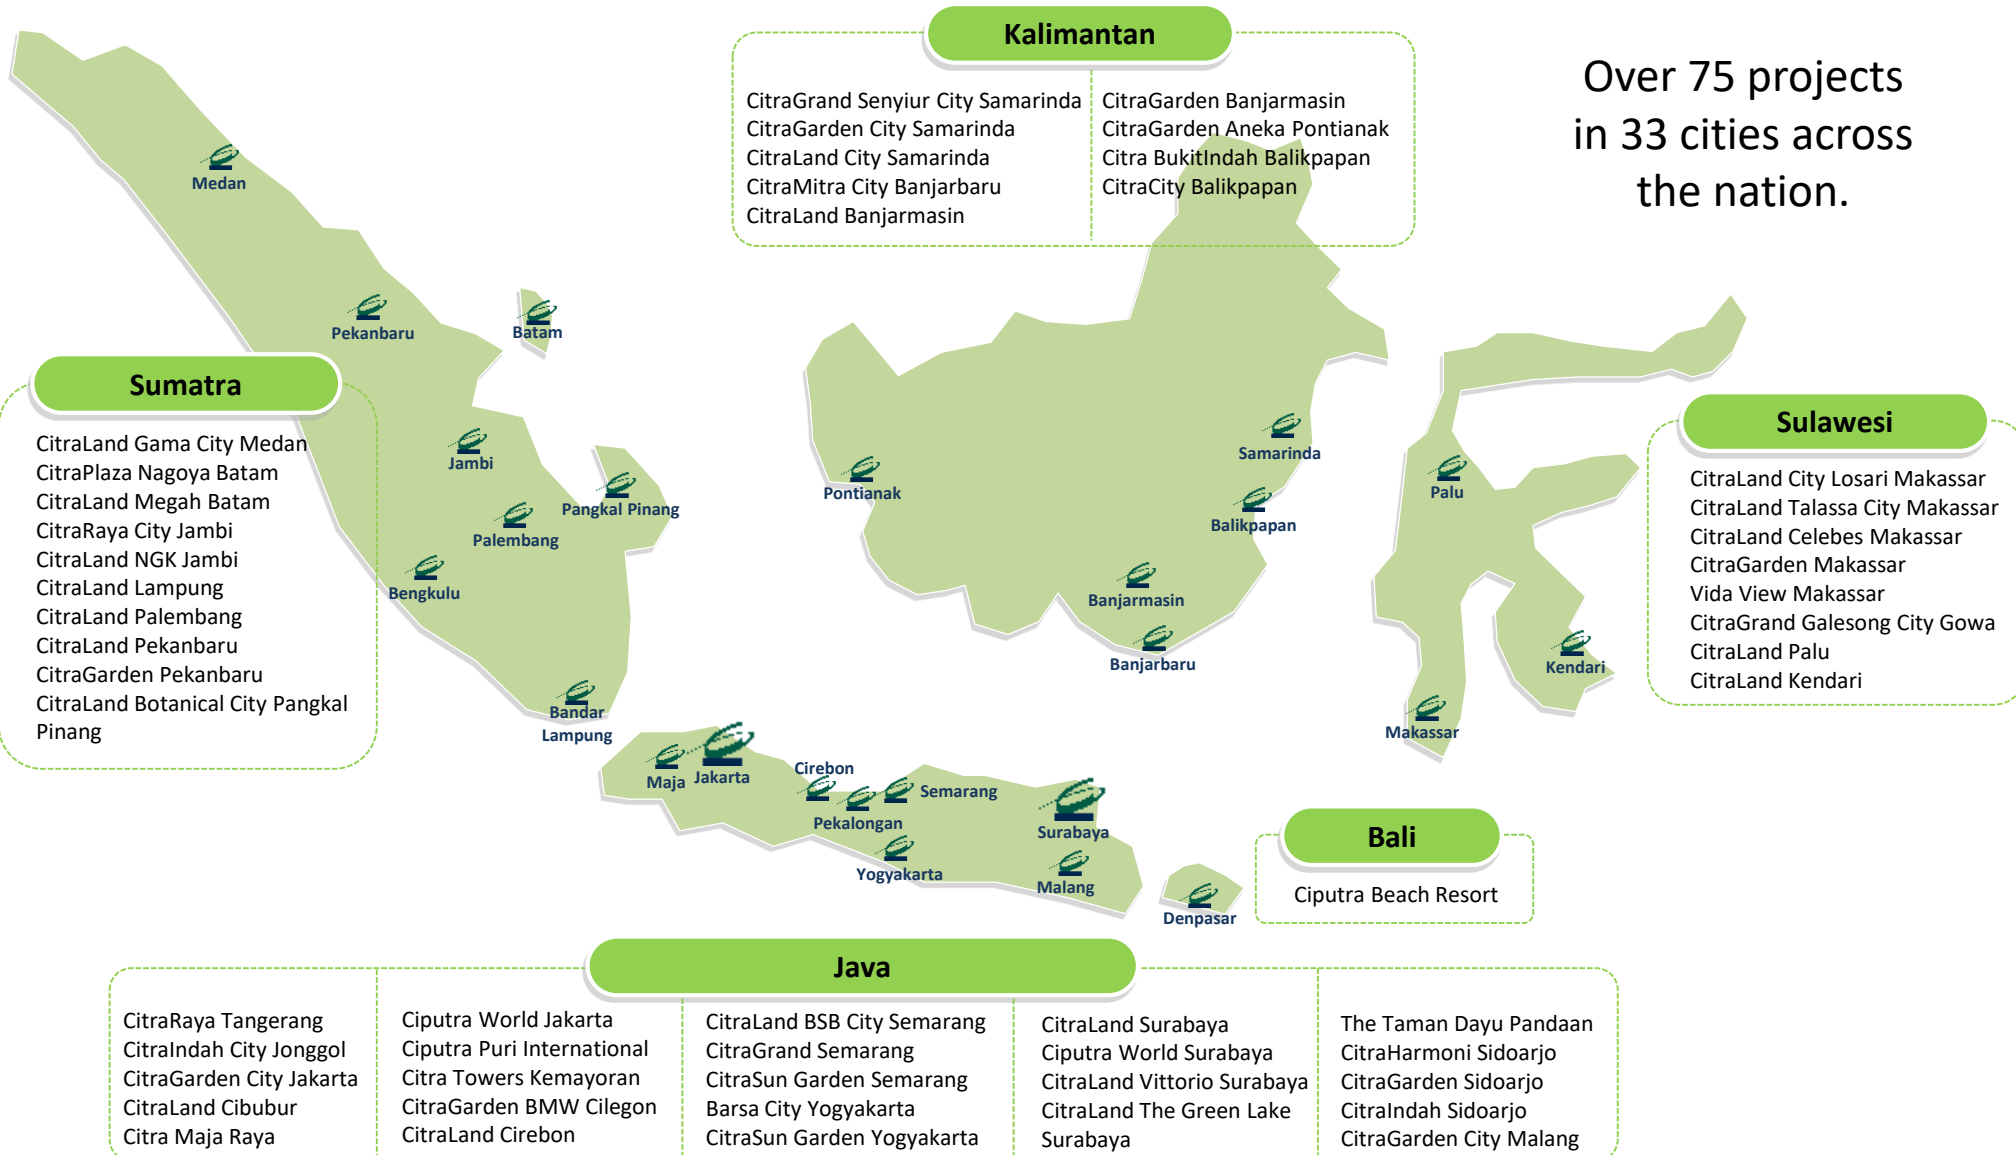 Kalimantan
CitraGrand Senyiur City Samarinda
CitraGarden City Samarinda
CitraLand City Samarinda
CitraMitra City Banjarbaru
CitraLand Banjarmasin
CitraGarden Banjarmasin
CitraGarden Aneka Pontianak
Citra BukitIndah Balikpapan
CitraCity Balikpapan
Over 75 projects
in 33 cities across
the nation.
Medan
Pekanbaru
Batam
Jambi
Pangkal Pinang
Palembang
Bengkulu
Bandar
Lampung
Sumatra
CitraLand Gama City Medan
CitraPlaza Nagoya Batam
CitraLand Megah Batam
CitraRaya City Jambi
CitraLand NGK Jambi
CitraLand Lampung
CitraLand Palembang
CitraLand Pekanbaru
CitraGarden Pekanbaru
CitraLand Botanical City Pangkal
Pinang
Pontianak
Samarinda
Balikpapan
Banjarmasin
Banjarbaru
Palu
Kendari
Makassar
Sulawesi
CitraLand City Losari Makassar
CitraLand Talassa City Makassar
CitraLand Celebes Makassar
CitraGarden Makassar
Vida View Makassar
CitraGrand Galesong City Gowa
CitraLand Palu
CitraLand Kendari
Maja
Jakarta
Cirebon
Pekalongan
Semarang
Yogyakarta
Surabaya
Malang
Denpasar
Bali
Ciputra Beach Resort
Java
CitraRaya Tangerang
CitraIndah City Jonggol
CitraGarden City Jakarta
CitraLand Cibubur
Citra Maja Raya
Ciputra World Jakarta
Ciputra Puri International
Citra Towers Kemayoran
CitraGarden BMW Cilegon
CitraLand Cirebon
CitraLand BSB City Semarang
CitraGrand Semarang
CitraSun Garden Semarang
Barsa City Yogyakarta
CitraSun Garden Yogyakarta
CitraLand Surabaya
Ciputra World Surabaya
CitraLand Vittorio Surabaya
CitraLand The Green Lake
Surabaya
The Taman Dayu Pandaan
CitraHarmoni Sidoarjo
CitraGarden Sidoarjo
CitraIndah Sidoarjo
CitraGarden City Malang